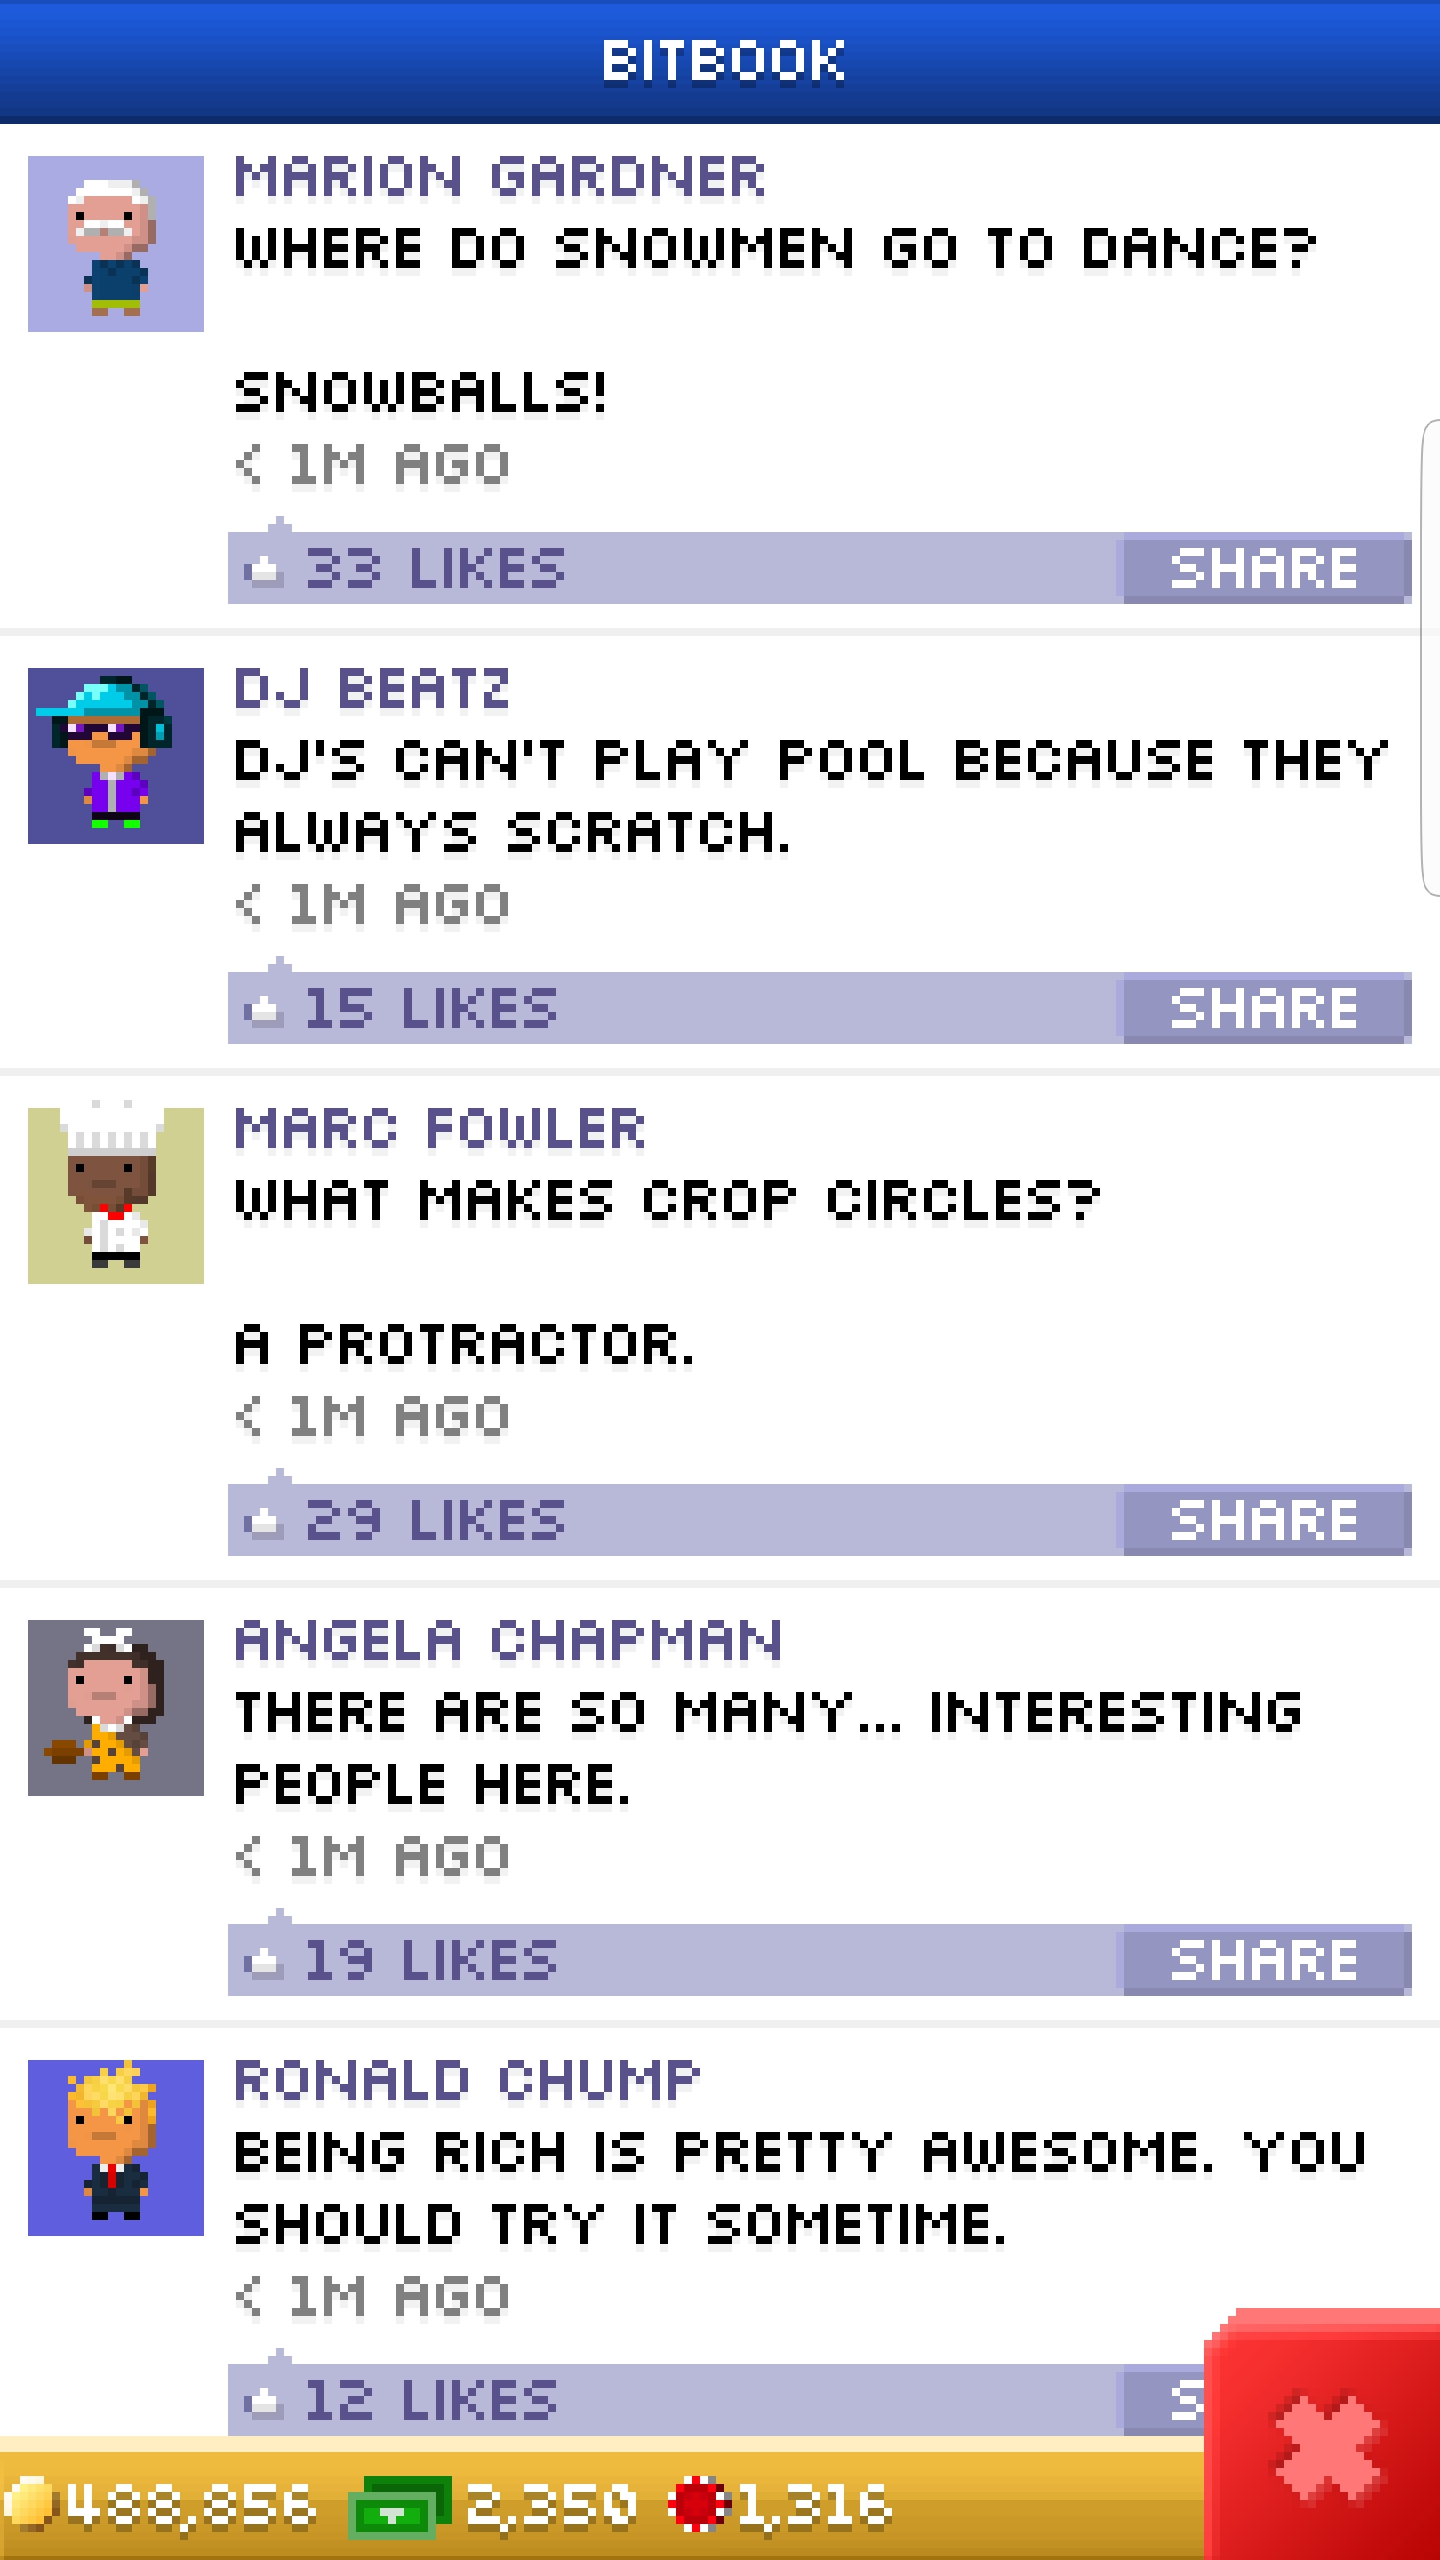 BITBOOK
MARION GARDNER
WHERE DO SNOWMEN GO TO DANCE?
SNOWBALLS!
< 1M AGO
33 LIKES
SHARE
DJ BEATZ
DJ'S CAN'T PLAY POOL BECAUSE THEY
ALWAYS SCRATCH.
< 1M AGO
15 LIKES
SHARE
MARC FOWLER
WHAT MAKES CROP CIRCLES?
A PROTRACTOR.
< 1M AGO
29 LIKES
SHARE
ANGELA CHAPMAN
THERE ARE SO MANY... INTERESTING
PEOPLE HERE.
< 1M AGO
19 LIKES
SHARE
RONALD CHUMP
BEING RICH IS PRETTY AWESOME. YOU
SHOULD TRY IT SOMETIME.
< 1M AGO
12 LIKES
S
488,856 2,350 1,316